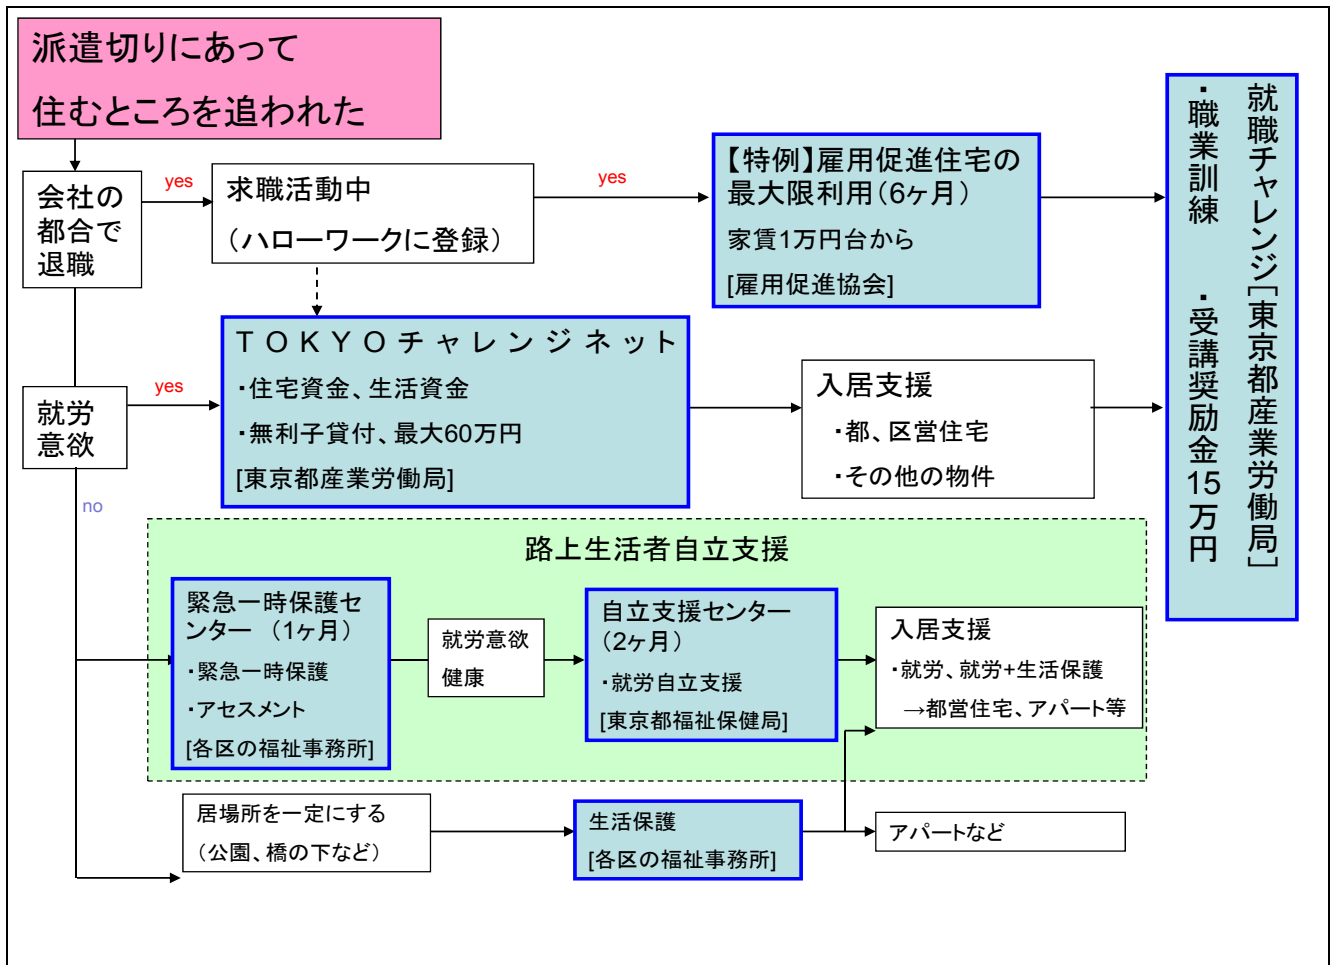 派遣切りにあって
住むところを追われた
会社の
都合で
退職
yes
求職活動中
（ハローワークに登録）
yes
【特例】雇用促進住宅の
最大限利用（6ヶ月）
家賃1万円台から
[雇用促進協会]
就職チャレンジ[東京都産業労働局]
・職業訓練　・受講奨励金15万円
就労
意欲
yes
ＴＯＫＹＯチャレンジネット
・住宅資金、生活資金
・無利子貸付、最大60万円
[東京都産業労働局]
入居支援
・都、区営住宅
・その他の物件
no
路上生活者自立支援
緊急一時保護セ
ンター （1ヶ月）
・緊急一時保護
・アセスメント
[各区の福祉事務所]
就労意欲
健康
自立支援センター
（2ヶ月）
・就労自立支援
[東京都福祉保健局]
入居支援
・就労、就労+生活保護
→都営住宅、アパート等
居場所を一定にする
（公園、橋の下など）
生活保護
[各区の福祉事務所]
アパートなど